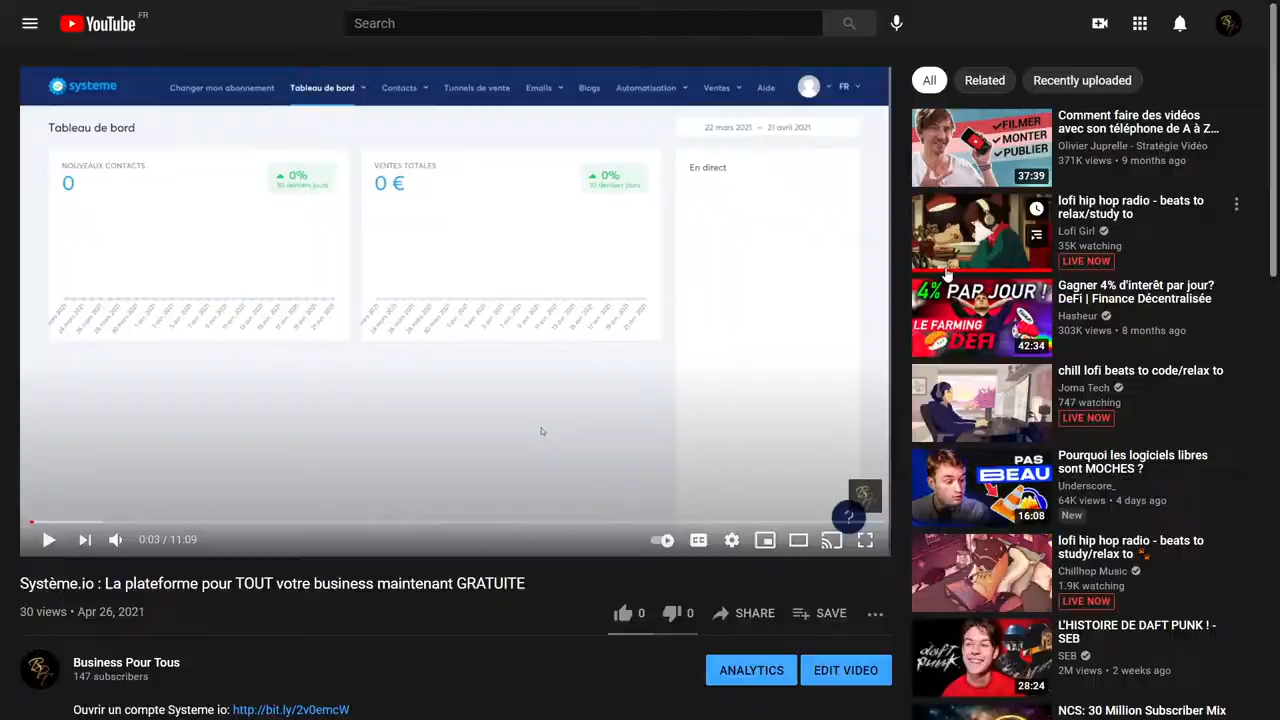 YouTube FR
Search
systeme
Changer mon abonnement
Tableau de bord
Contacts
Tunnels de vente
Emails
Blogs
Automatisation
Ventes
Aide
FR
Tableau de bord
22 mars 2021 – 21 avril 2021
NOUVEAUX CONTACTS
0
0%
VENTES TOTALES
0 €
0%
En direct
?
0:03 / 11:09
CC
Système.io : La plateforme pour TOUT votre business maintenant GRATUITE
30 views • Apr 26, 2021
0
0
SHARE
SAVE
Business Pour Tous
147 subscribers
ANALYTICS
EDIT VIDEO
Ouvrir un compte Systeme io: http://bit.ly/2v0emcW
All
Related
Recently uploaded
FILMER
MONTER
PUBLIER
37:39
Comment faire des vidéos
avec son téléphone de A à Z...
Olivier Juprelle - Stratégie Vidéo
371K views • 9 months ago
lofi hip hop radio - beats to
relax/study to
Lofi Girl
35K watching
LIVE NOW
4% PAR JOUR !
LE FARMING
DEFI
42:34
Gagner 4% d'interêt par jour?
DeFi | Finance Décentralisée
Hasheur
303K views • 8 months ago
chill lofi beats to code/relax to
Joma Tech
747 watching
LIVE NOW
PAS
BEAU
16:08
Pourquoi les logiciels libres
sont MOCHES ?
Underscore_
64K views • 4 days ago
New
lofi hip hop radio - beats to
study/relax to
Chillhop Music
1.9K watching
LIVE NOW
daft
punk
28:24
L'HISTOIRE DE DAFT PUNK ! -
SEB
SEB
2M views • 2 weeks ago
NCS: 30 Million Subscriber Mix